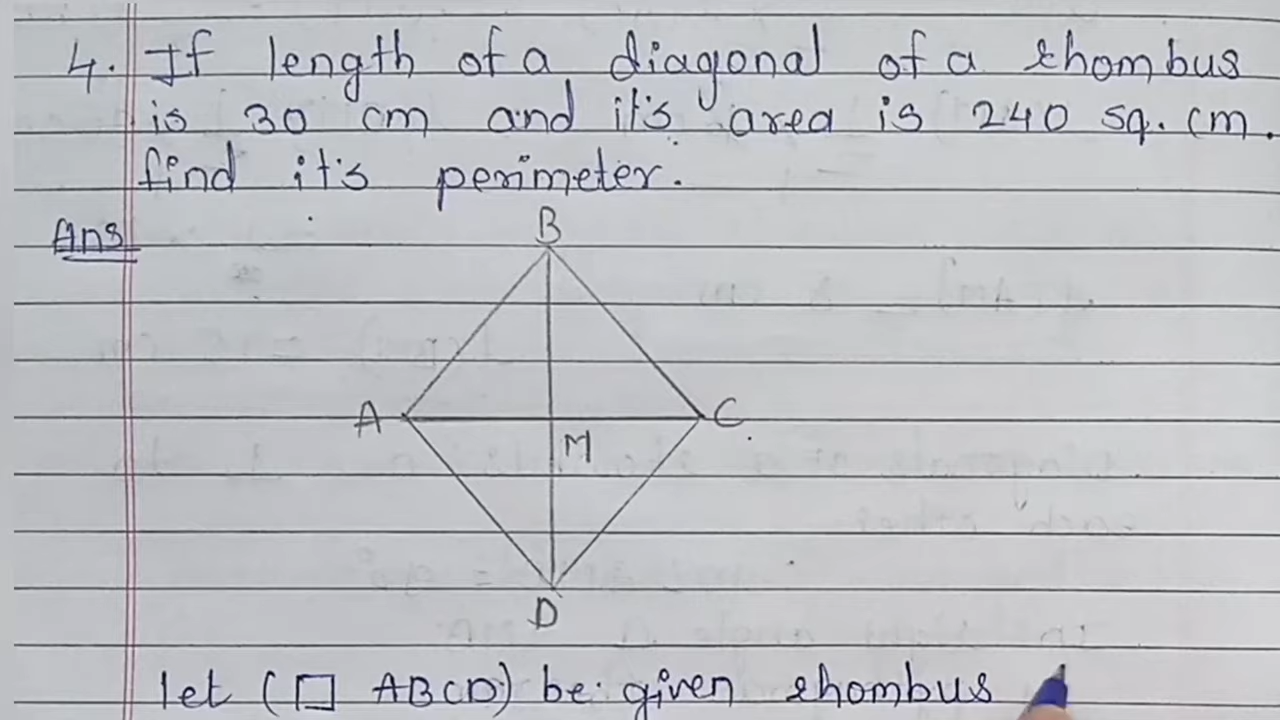 4. If length of a diagonal of a rhombus
is 30 cm and it's area is 240 sq. cm.
find it's perimeter.
Ans
B
A
C
M
D
let (□ ABCD) be given rhombus